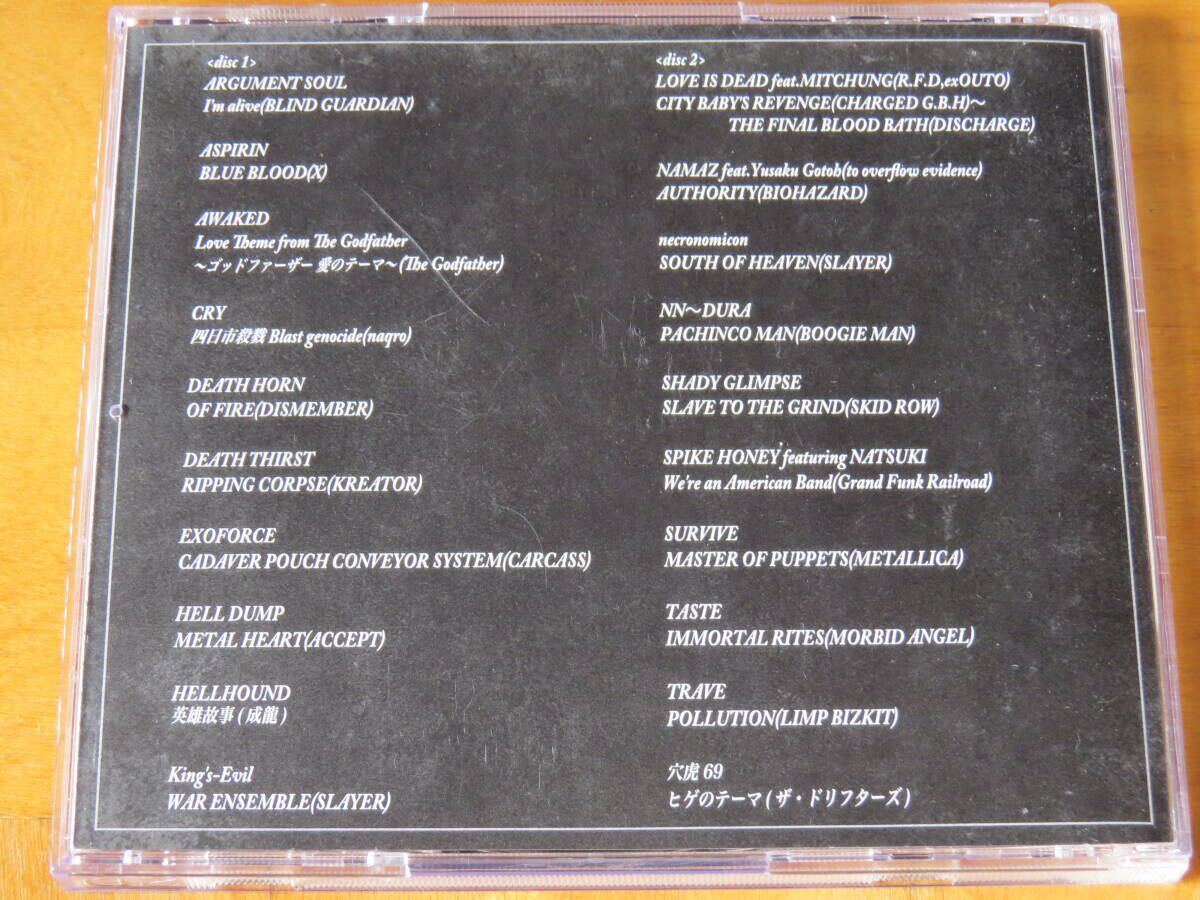 <disc 1>
ARGUMENT SOUL
I'm alive(BLIND GUARDIAN)
ASPIRIN
BLUE BLOOD(X)
AWAKED
Love Theme from The Godfather
～ゴッドファーザー 愛のテーマ～(The Godfather)
CRY
四日市殺戮 Blast genocide(naqro)
DEATH HORN
OF FIRE(DISMEMBER)
DEATH THIRST
RIPPING CORPSE(KREATOR)
EXOFORCE
CADAVER POUCH CONVEYOR SYSTEM(CARCASS)
HELL DUMP
METAL HEART(ACCEPT)
HELLHOUND
英雄故事 ( 成龍 )
King's-Evil
WAR ENSEMBLE(SLAYER)
<disc 2>
LOVE IS DEAD feat.MITCHUNG(R.F.D,exOUTO)
CITY BABY'S REVENGE(CHARGED G.B.H)～
THE FINAL BLOOD BATH(DISCHARGE)
NAMAZ feat.Yusaku Gotoh(to overflow evidence)
AUTHORITY(BIOHAZARD)
necronomicon
SOUTH OF HEAVEN(SLAYER)
NN～DURA
PACHINCO MAN(BOOGIE MAN)
SHADY GLIMPSE
SLAVE TO THE GRIND(SKID ROW)
SPIKE HONEY featuring NATSUKI
We're an American Band(Grand Funk Railroad)
SURVIVE
MASTER OF PUPPETS(METALLICA)
TASTE
IMMORTAL RITES(MORBID ANGEL)
TRAVE
POLLUTION(LIMP BIZKIT)
穴虎 69
ヒゲのテーマ ( ザ・ドリフターズ )